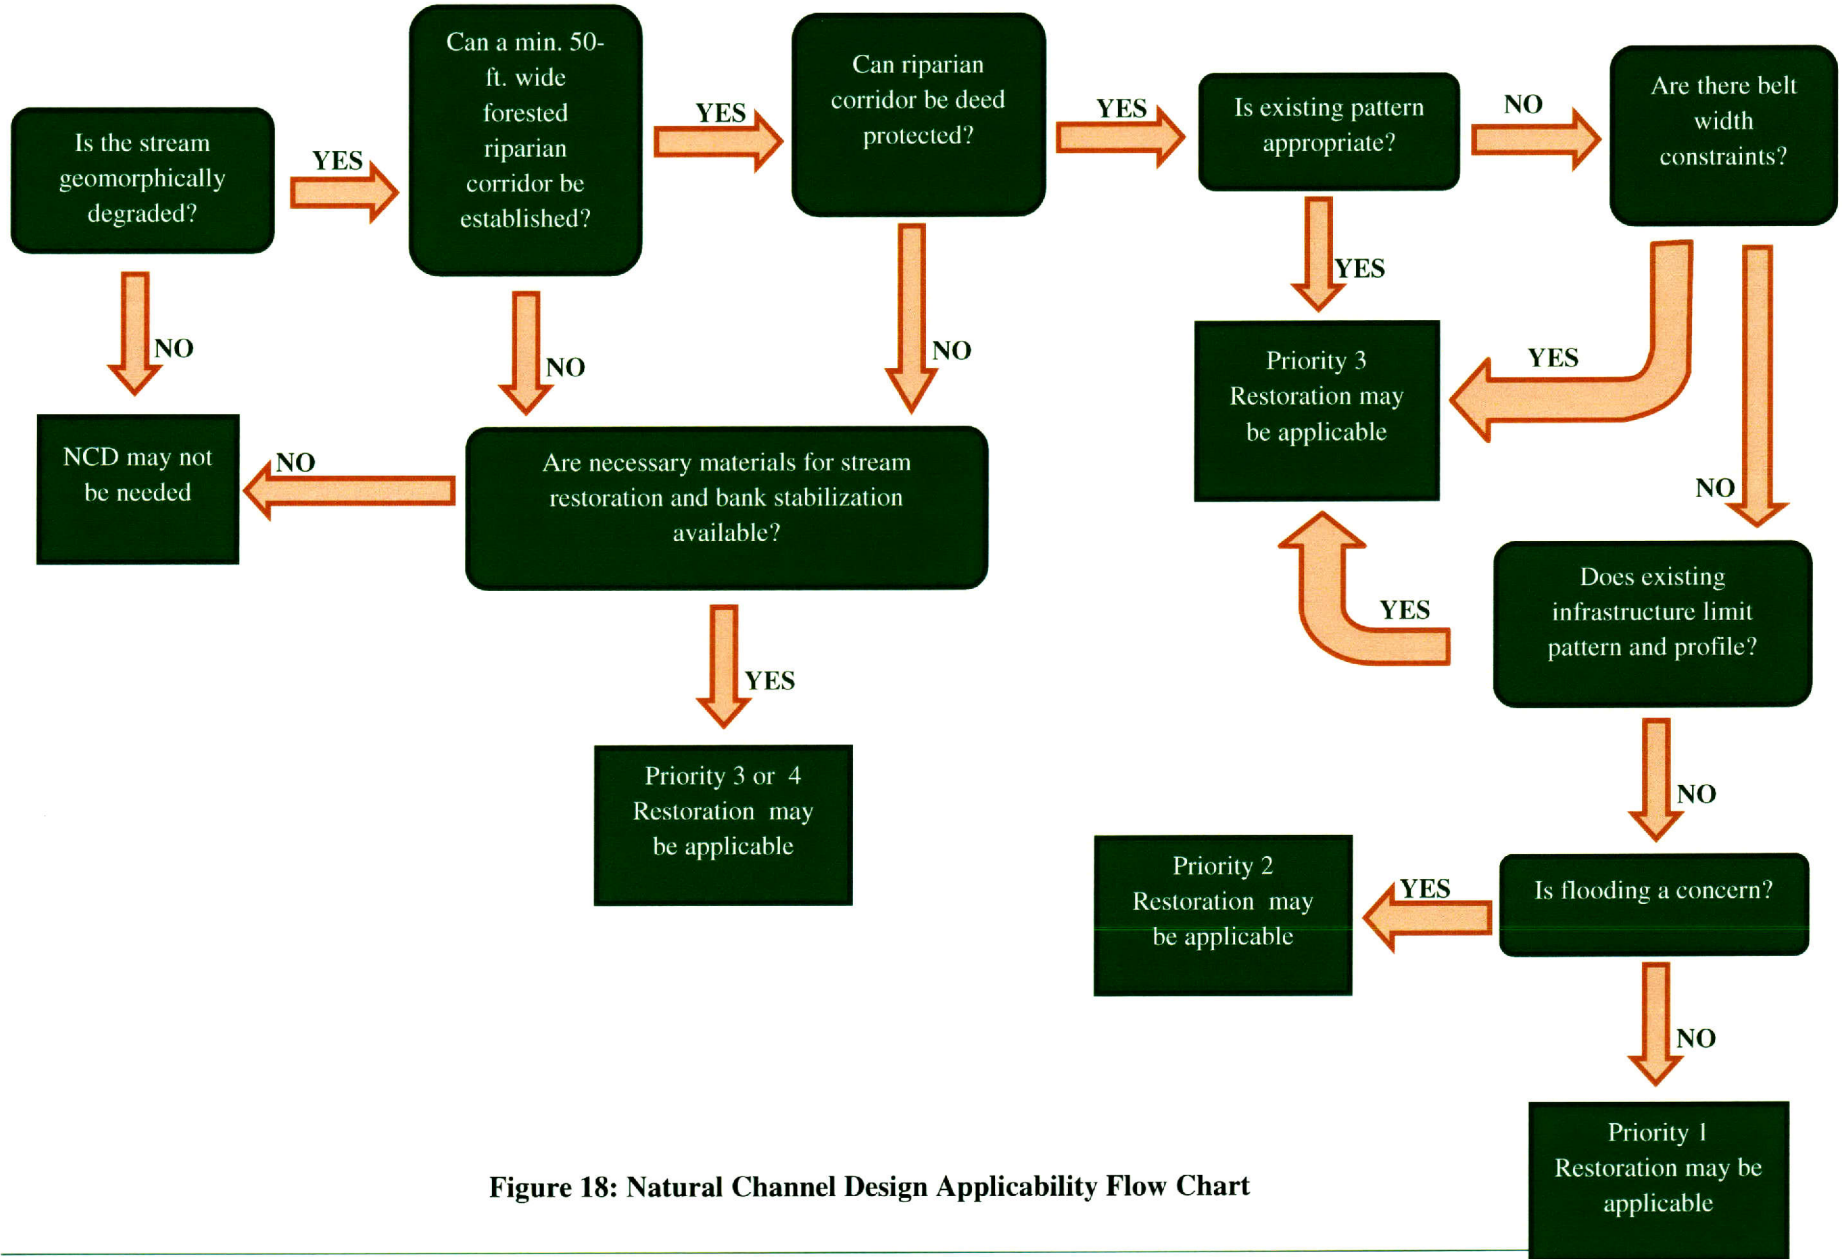 Is the stream
geomorphically
degraded?
YES
NO
Can a min. 50-
ft. wide
forested
riparian
corridor be
established?
YES
NO
Can riparian
corridor be deed
protected?
YES
NO
Is existing pattern
appropriate?
NO
YES
Are there belt
width
constraints?
YES
NO
NCD may not
be needed
NO
Are necessary materials for stream
restoration and bank stabilization
available?
YES
Priority 3
Restoration may
be applicable
Does existing
infrastructure limit
pattern and profile?
YES
NO
Priority 3 or 4
Restoration may
be applicable
Priority 2
Restoration may
be applicable
YES
Is flooding a concern?
NO
Priority 1
Restoration may be
applicable
Figure 18: Natural Channel Design Applicability Flow Chart